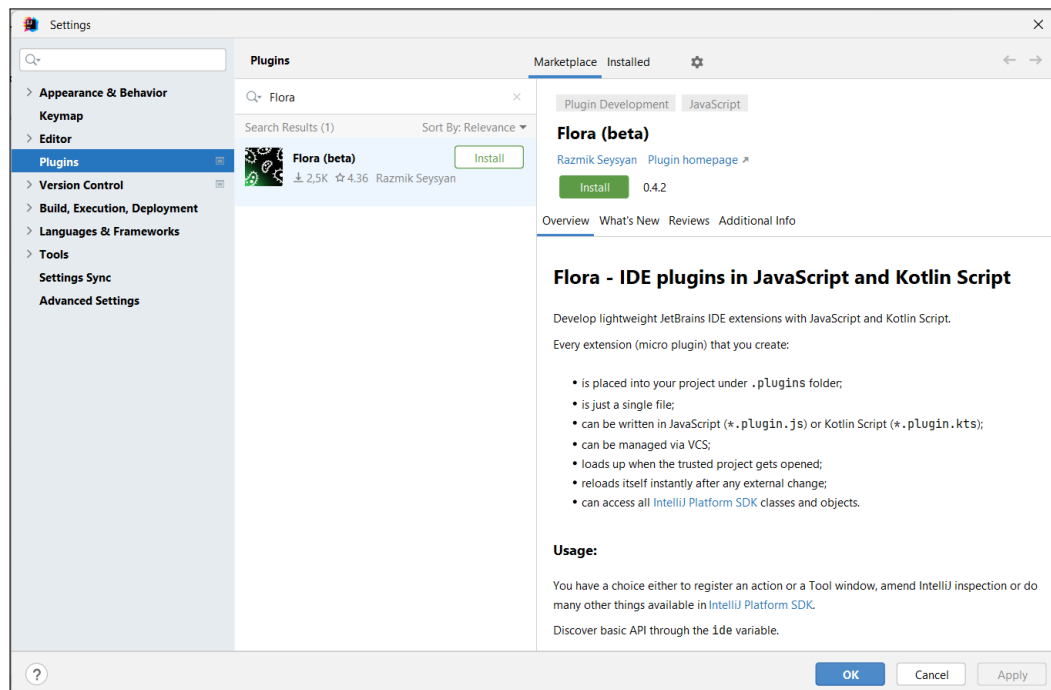 Settings
Appearance & Behavior
Keymap
Editor
Plugins
Version Control
Build, Execution, Deployment
Languages & Frameworks
Tools
Settings Sync
Advanced Settings
Plugins
Marketplace Installed
Flora
Search Results (1) Sort By: Relevance
Flora (beta) Install
2,5K 4.36 Razmik Seysyan
Plugin Development JavaScript
Flora (beta)
Razmik Seysyan Plugin homepage ↗
Install 0.4.2
Overview What's New Reviews Additional Info
Flora - IDE plugins in JavaScript and Kotlin Script
Develop lightweight JetBrains IDE extensions with JavaScript and Kotlin Script.
Every extension (micro plugin) that you create:
• is placed into your project under .plugins folder;
• is just a single file;
• can be written in JavaScript (*.plugin.js) or Kotlin Script (*.plugin.kts);
• can be managed via VCS;
• loads up when the trusted project gets opened;
• reloads itself instantly after any external change;
• can access all IntelliJ Platform SDK classes and objects.
Usage:
You have a choice either to register an action or a Tool window, amend IntelliJ inspection or do
many other things available in IntelliJ Platform SDK.
Discover basic API through the ide variable.
?
OK Cancel Apply